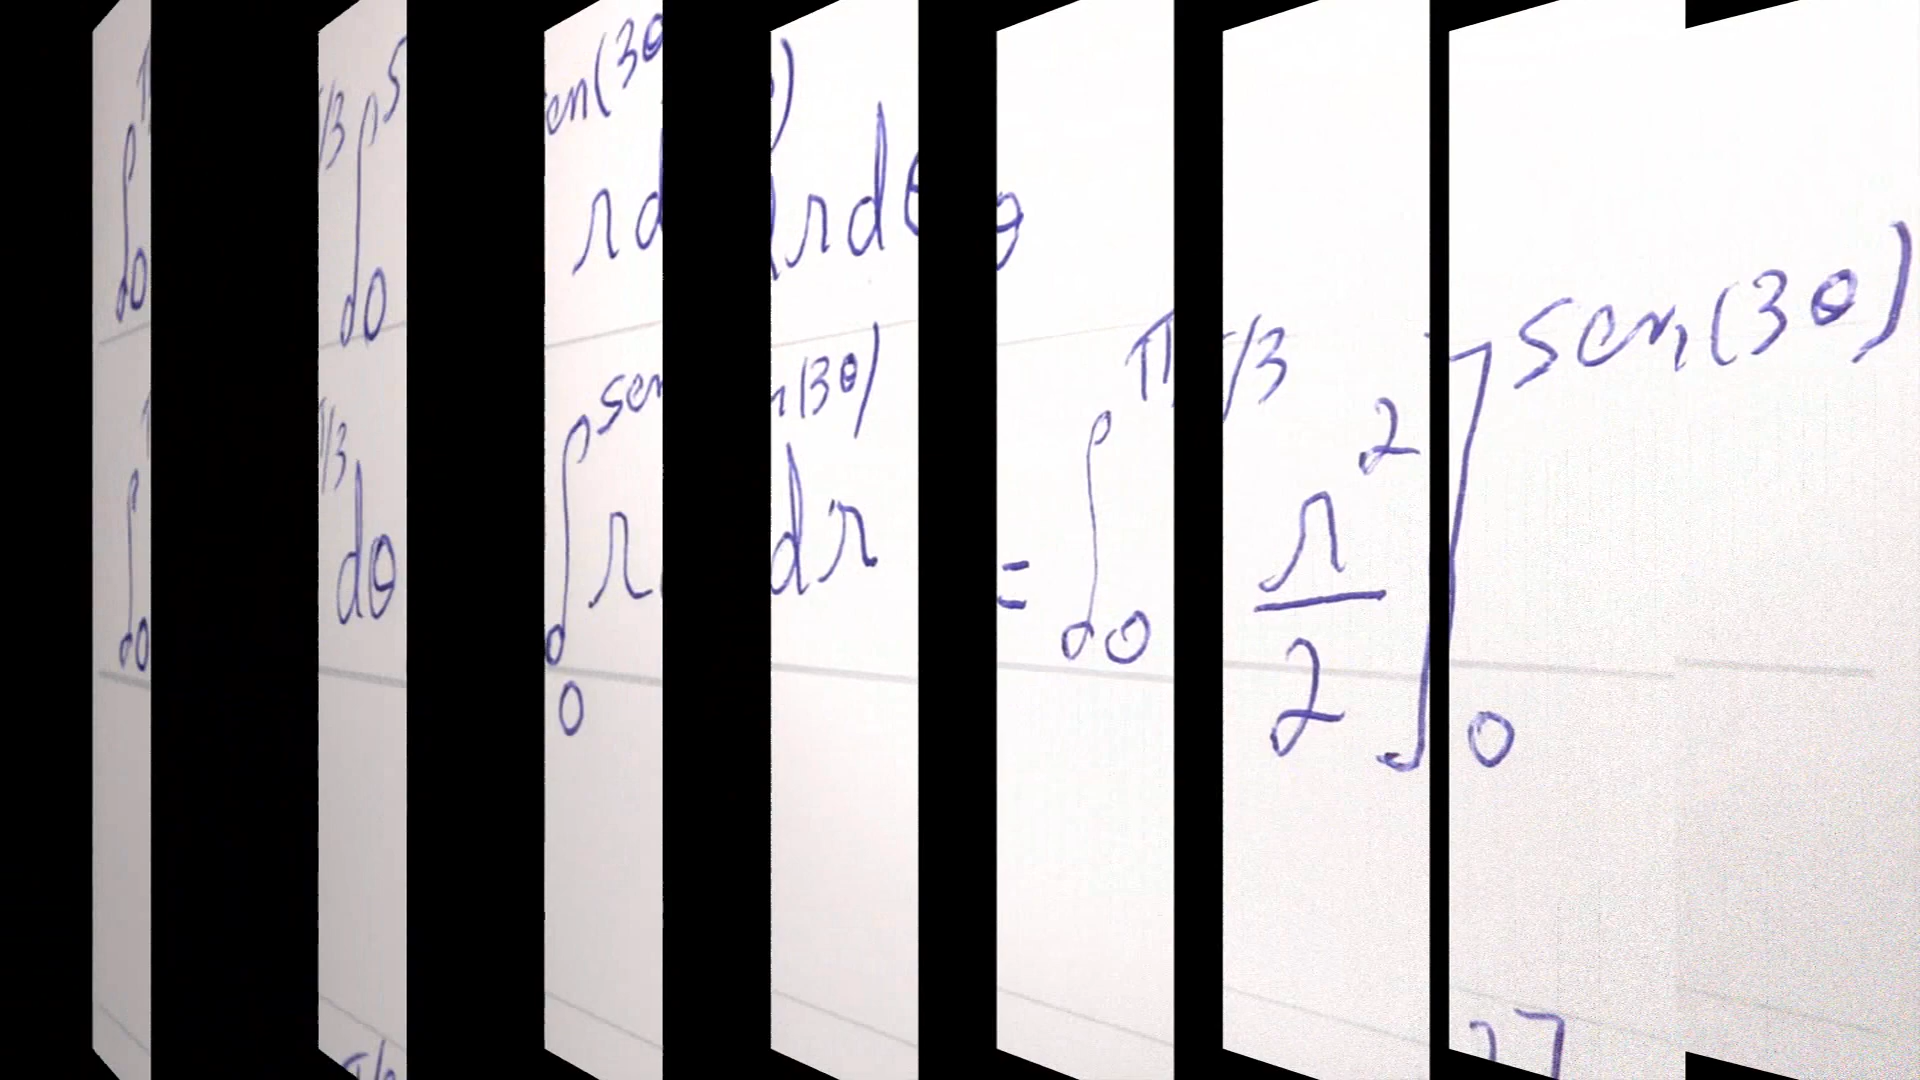 ∫₀^π/3 ∫₀^sen(3θ) r dr dθ
∫₀^π/3 dθ ∫₀^sen(3θ) r dr = ∫₀^π/3 r²/2 ]₀^sen(3θ)